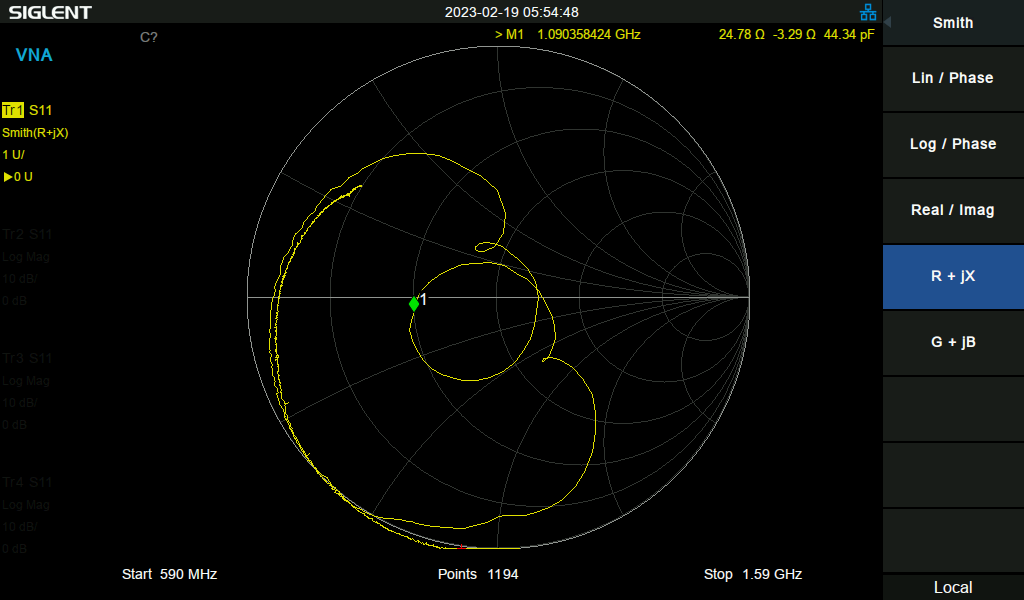 SIGLENT
2023-02-19 05:54:48
C?
> M1 1.090358424 GHz 24.78 Ω -3.29 Ω 44.34 pF
VNA
Tr1 S11
Smith(R+jX)
1 U/
▶0 U
Tr2 S11
Log Mag
10 dB/
0 dB
Tr3 S11
Log Mag
10 dB/
0 dB
Tr4 S11
Log Mag
10 dB/
0 dB
1
Start 590 MHz Points 1194 Stop 1.59 GHz
Smith
Lin / Phase
Log / Phase
Real / Imag
R + jX
G + jB
Local